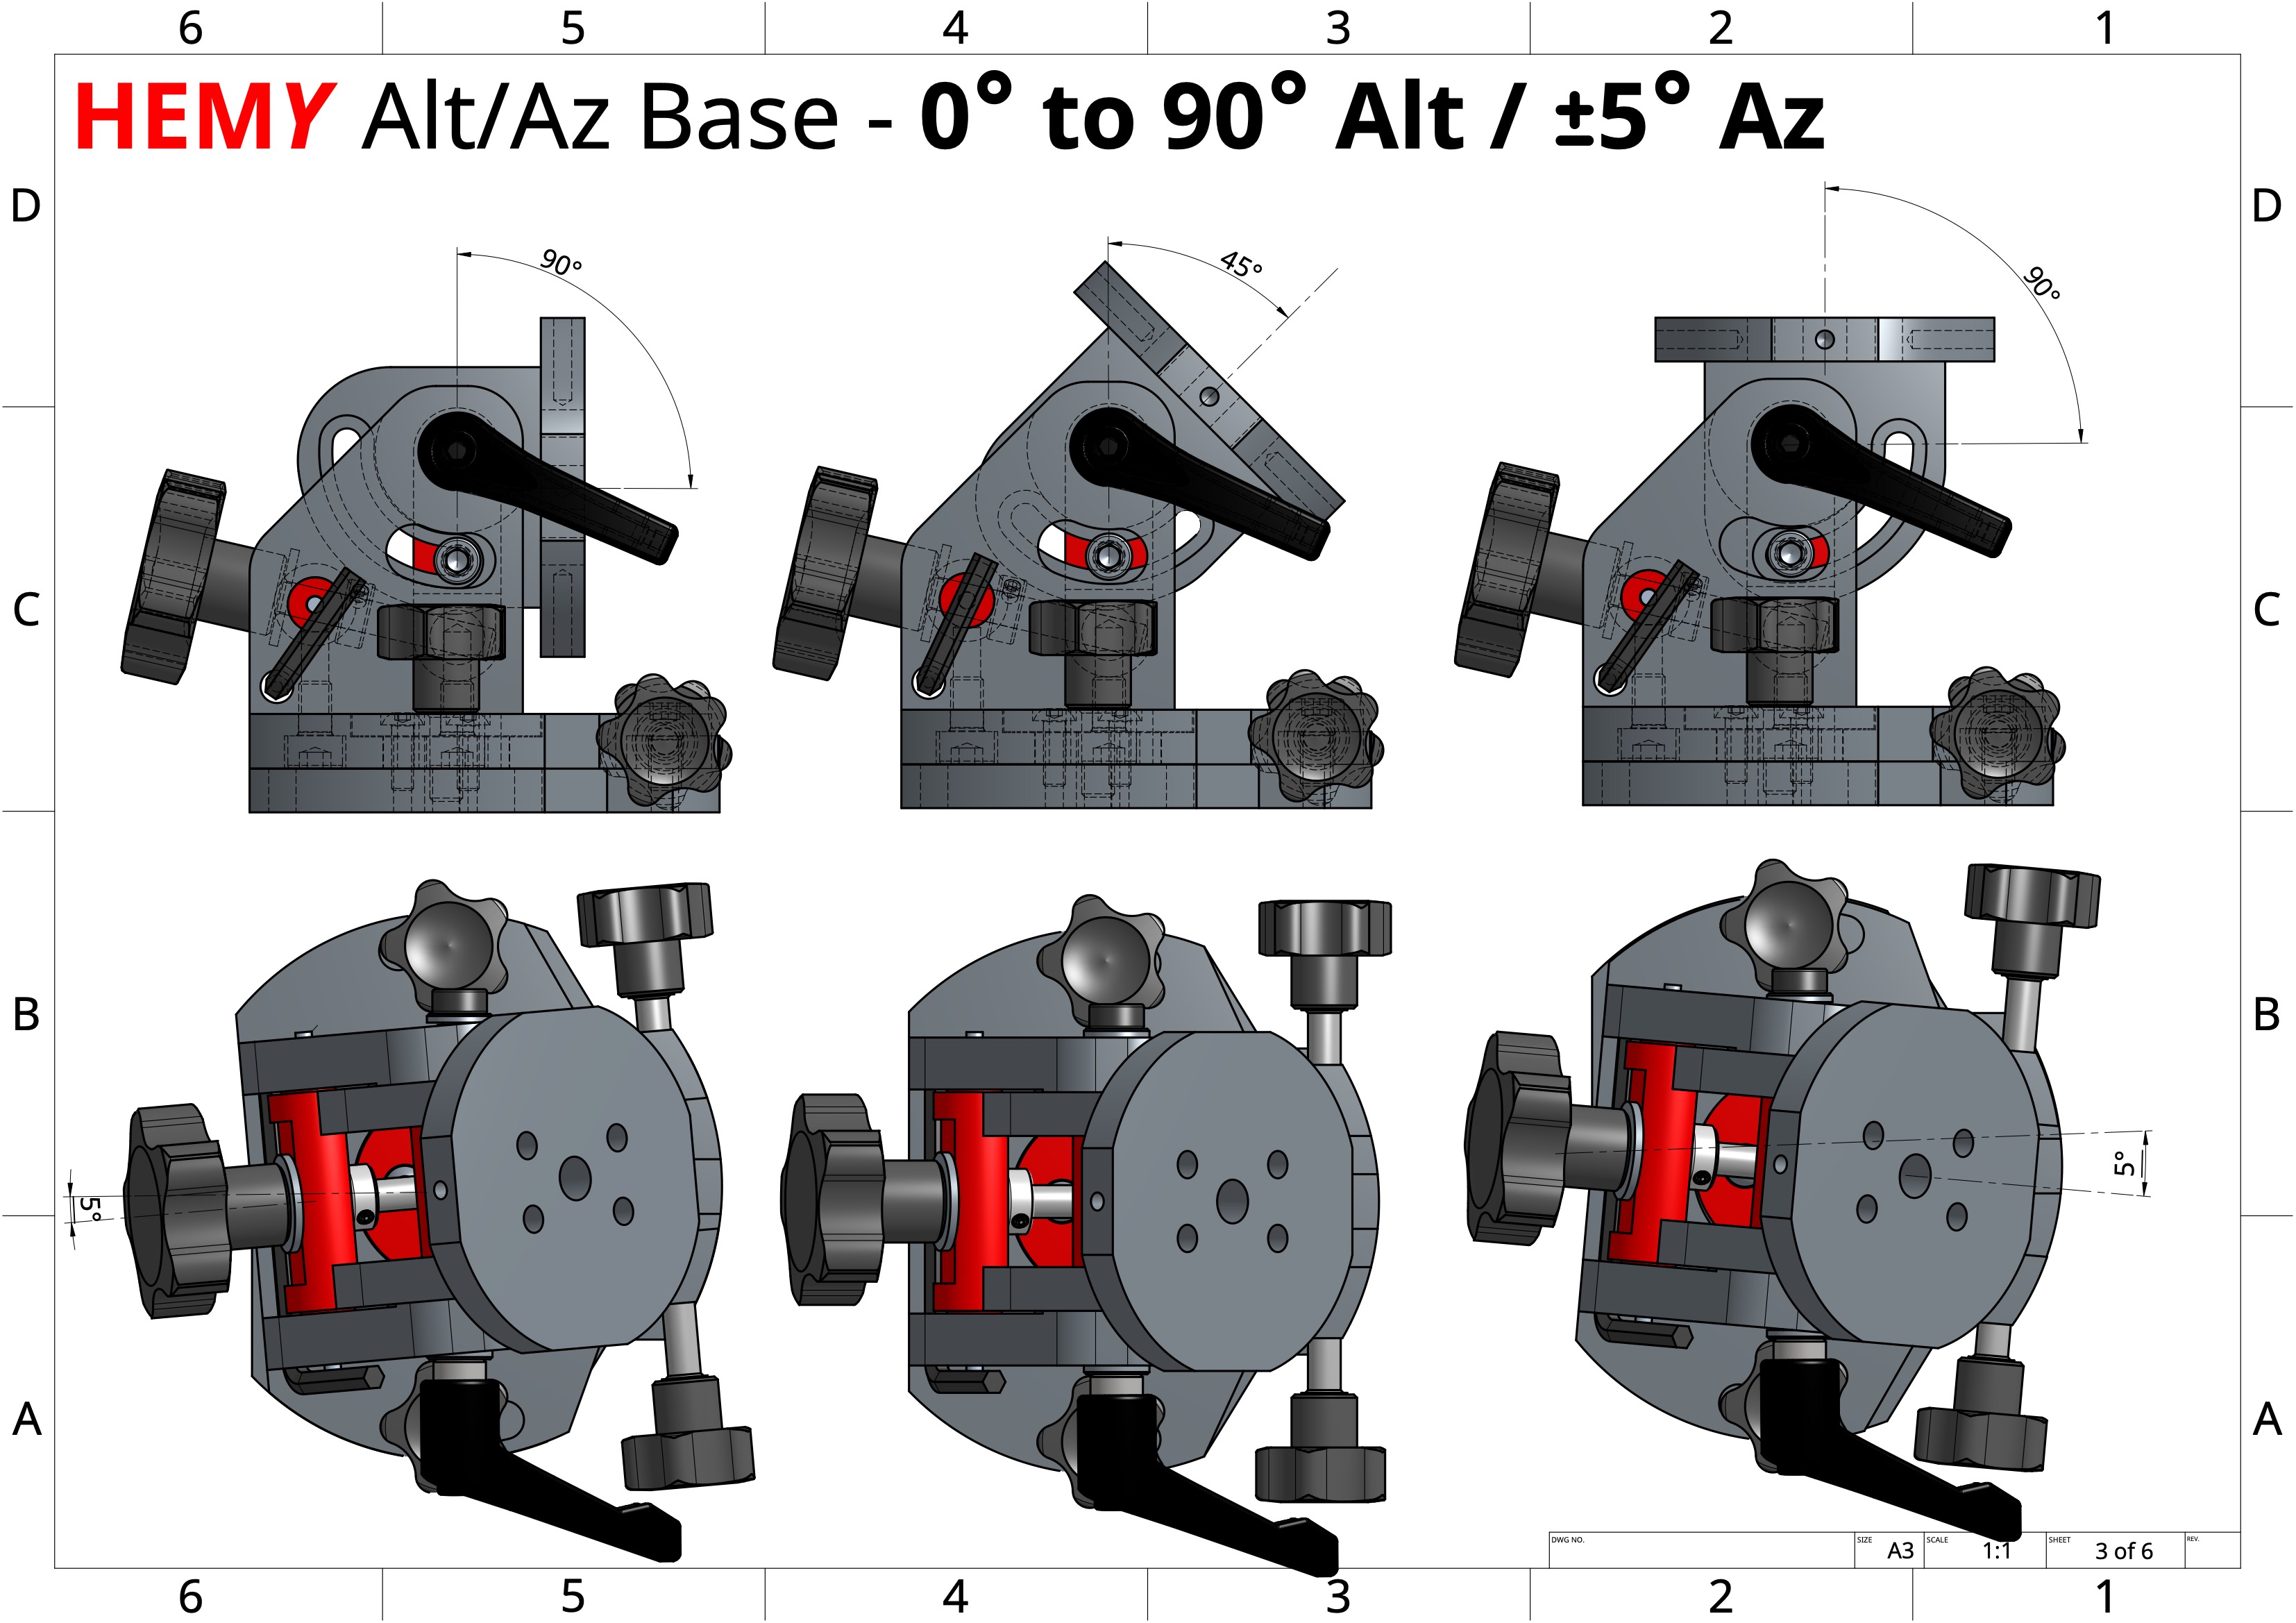 6 5 4 3 2 1
HEMY Alt/Az Base - 0° to 90° Alt / ±5° Az
D D
90° 45° 90°
C C
B B
5° 5°
A A
DWG NO. SIZE A3 SCALE 1:1 SHEET 3 of 6 REV.
6 5 4 3 2 1